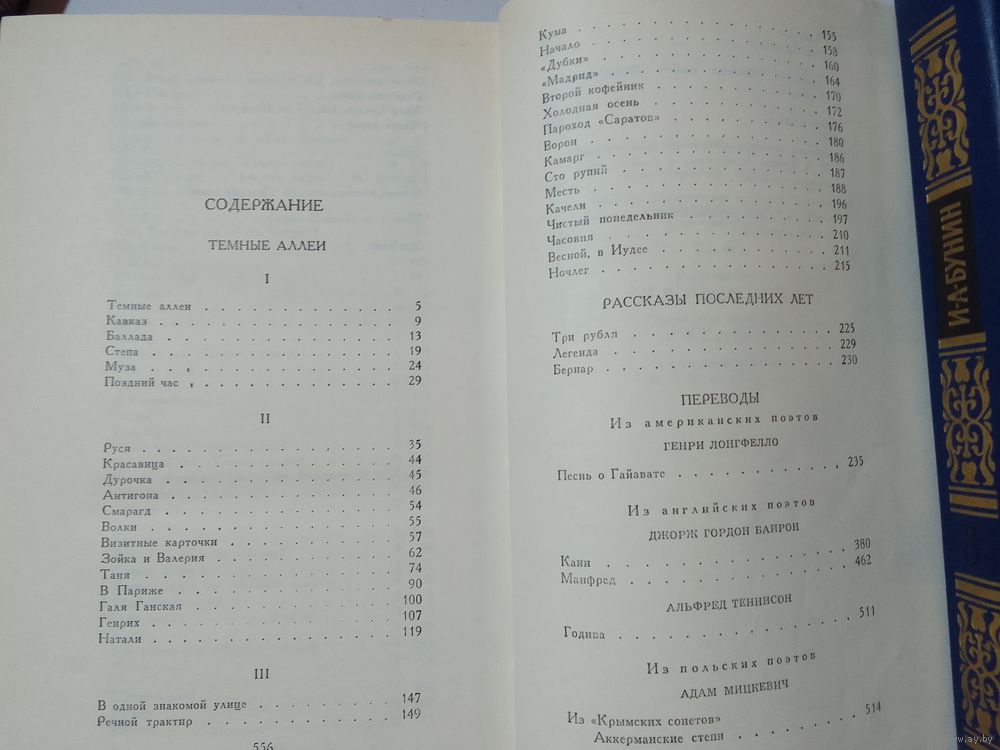 СОДЕРЖАНИЕ
ТЕМНЫЕ АЛЛЕИ
I
Темные аллеи . . . . . . . . . . . . . 5
Кавказ . . . . . . . . . . . . . . . . 9
Баллада . . . . . . . . . . . . . . . 13
Степа . . . . . . . . . . . . . . . . 19
Муза . . . . . . . . . . . . . . . . 24
Поздний час . . . . . . . . . . . . . 29
II
Руся . . . . . . . . . . . . . . . . 35
Красавица . . . . . . . . . . . . . . 44
Дурочка . . . . . . . . . . . . . . . 45
Антигона . . . . . . . . . . . . . . 46
Смарагд . . . . . . . . . . . . . . . 54
Волки . . . . . . . . . . . . . . . . 55
Визитные карточки . . . . . . . . . . 57
Зойка и Валерия . . . . . . . . . . . 62
Таня . . . . . . . . . . . . . . . . 74
В Париже . . . . . . . . . . . . . . 90
Галя Ганская . . . . . . . . . . . . 100
Генрих . . . . . . . . . . . . . . . 107
Натали . . . . . . . . . . . . . . . 119
III
В одной знакомой улице . . . . . . . 147
Речной трактир . . . . . . . . . . . 149
556
Кума . . . . . . . . . . . . . . . . 155
Начало . . . . . . . . . . . . . . . 158
«Дубки» . . . . . . . . . . . . . . . 160
«Мадрид» . . . . . . . . . . . . . . 164
Второй кофейник . . . . . . . . . . . 170
Холодная осень . . . . . . . . . . . 172
Пароход «Саратов» . . . . . . . . . . 176
Ворон . . . . . . . . . . . . . . . . 180
Камарг . . . . . . . . . . . . . . . 186
Сто рупий . . . . . . . . . . . . . . 187
Месть . . . . . . . . . . . . . . . . 188
Качели . . . . . . . . . . . . . . . 196
Чистый понедельник . . . . . . . . . 197
Часовня . . . . . . . . . . . . . . . 210
Весной, в Иудее . . . . . . . . . . . 211
Ночлег . . . . . . . . . . . . . . . 215
РАССКАЗЫ ПОСЛЕДНИХ ЛЕТ
Три рубля . . . . . . . . . . . . . . 225
Легенда . . . . . . . . . . . . . . . 229
Бернар . . . . . . . . . . . . . . . 230
ПЕРЕВОДЫ
Из американских поэтов
ГЕНРИ ЛОНГФЕЛЛО
Песнь о Гайавате . . . . . . . . . . 235
Из английских поэтов
ДЖОРЖ ГОРДОН БАЙРОН
Каин . . . . . . . . . . . . . . . . 380
Манфред . . . . . . . . . . . . . . . 462
АЛЬФРЕД ТЕННИСОН
Годива . . . . . . . . . . . . . . . 511
Из польских поэтов
АДАМ МИЦКЕВИЧ
Из «Крымских сонетов»
Аккерманские степи . . . . . . . . . 514
И·А·БУНИН